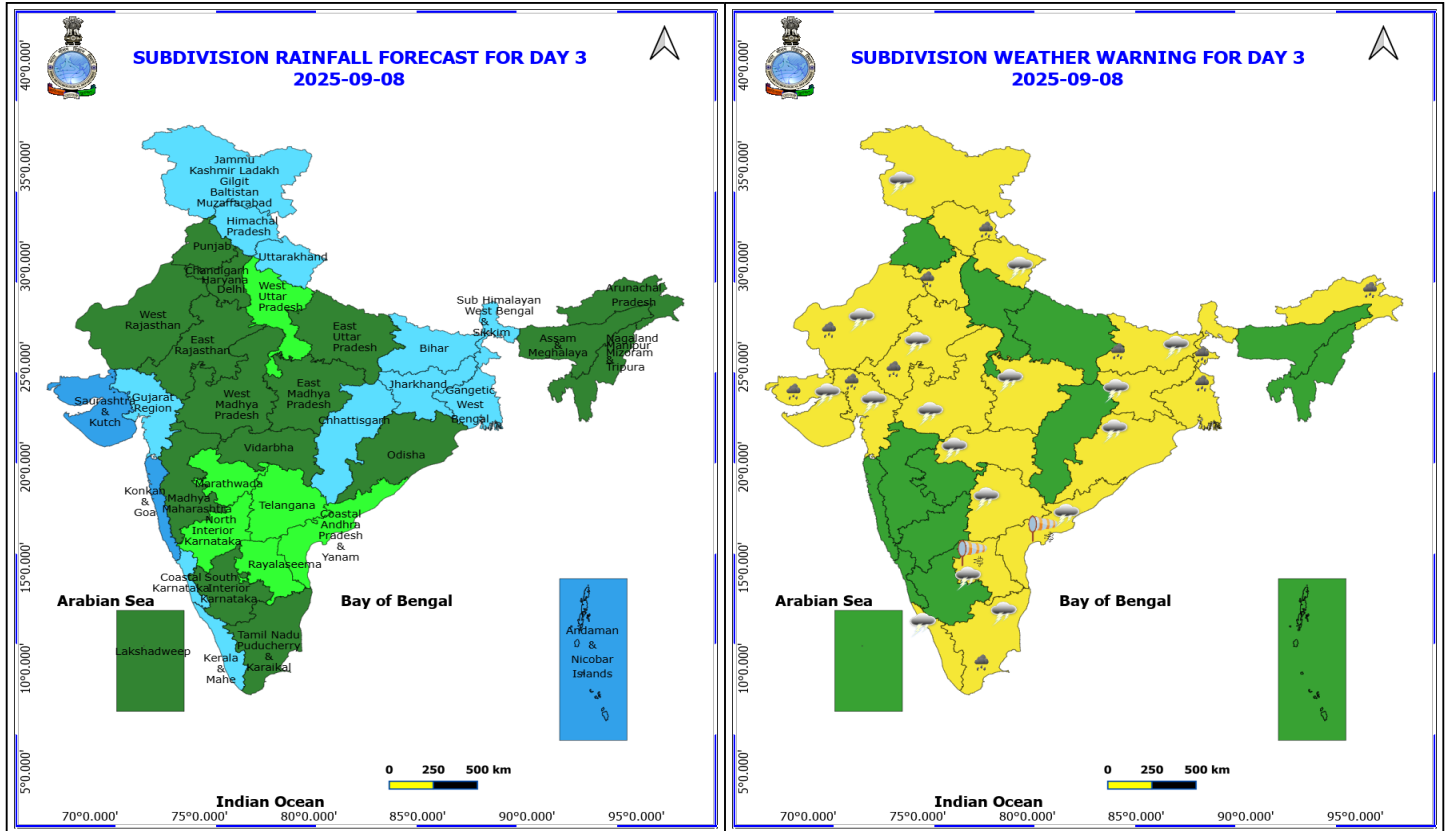 SUBDIVISION RAINFALL FORECAST FOR DAY 3
2025-09-08
40°0.000'
35°0.000'
30°0.000'
25°0.000'
20°0.000'
15°0.000'
10°0.000'
5°0.000'
Jammu
Kashmir Ladakh
Gilgit
Baltistan
Muzaffarabad
Himachal
Pradesh
Punjab
Uttarakhand
Chandigarh
Haryana
Delhi
West
Uttar
Pradesh
West
Rajasthan
East
Rajasthan
East
Uttar
Pradesh
Sub Himalayan
West Bengal
&
Sikkim
Arunachal
Pradesh
Assam
&
Meghalaya
Nagaland
Manipur
Mizoram
&
Tripura
Bihar
Jharkhand
Gangetic
West
Bengal
Saurashtra
&
Kutch
Gujarat
Region
West
Madhya
Pradesh
East
Madhya
Pradesh
Chhattisgarh
Vidarbha
Odisha
Konkan
&
Goa
Madhya
Maharashtra
Marathwada
Telangana
North
Interior
Karnataka
Coastal
Andhra
Pradesh
&
Yanam
Rayalaseema
Coastal
Karnataka
South
Interior
Karnataka
Tamil Nadu
Puducherry
&
Karaikal
Kerala
&
Mahe
Arabian Sea
Lakshadweep
Bay of Bengal
Andaman
&
Nicobar
Islands
0 250 500 km
Indian Ocean
70°0.000' 75°0.000' 80°0.000' 85°0.000' 90°0.000' 95°0.000'
SUBDIVISION WEATHER WARNING FOR DAY 3
2025-09-08
40°0.000'
35°0.000'
30°0.000'
25°0.000'
20°0.000'
15°0.000'
10°0.000'
5°0.000'
Arabian Sea
Bay of Bengal
0 250 500 km
Indian Ocean
70°0.000' 75°0.000' 80°0.000' 85°0.000' 90°0.000' 95°0.000'